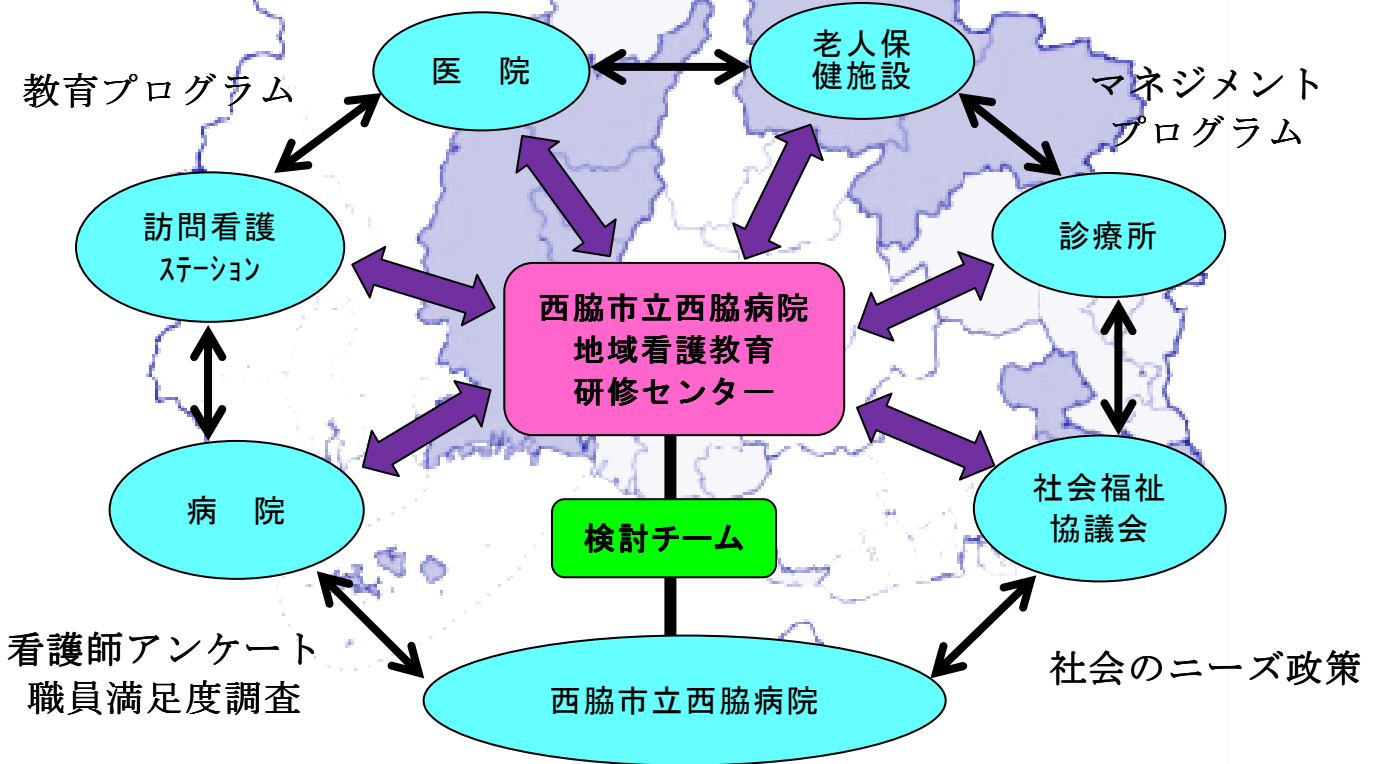 医　院
老人保
健施設
教育プログラム
マネジメント
プログラム
訪問看護
ｽﾃｰｼｮﾝ
診療所
西脇市立西脇病院
地域看護教育
研修センター
病　院
社会福祉
協議会
検討チーム
看護師アンケート
職員満足度調査
社会のニーズ政策
西脇市立西脇病院